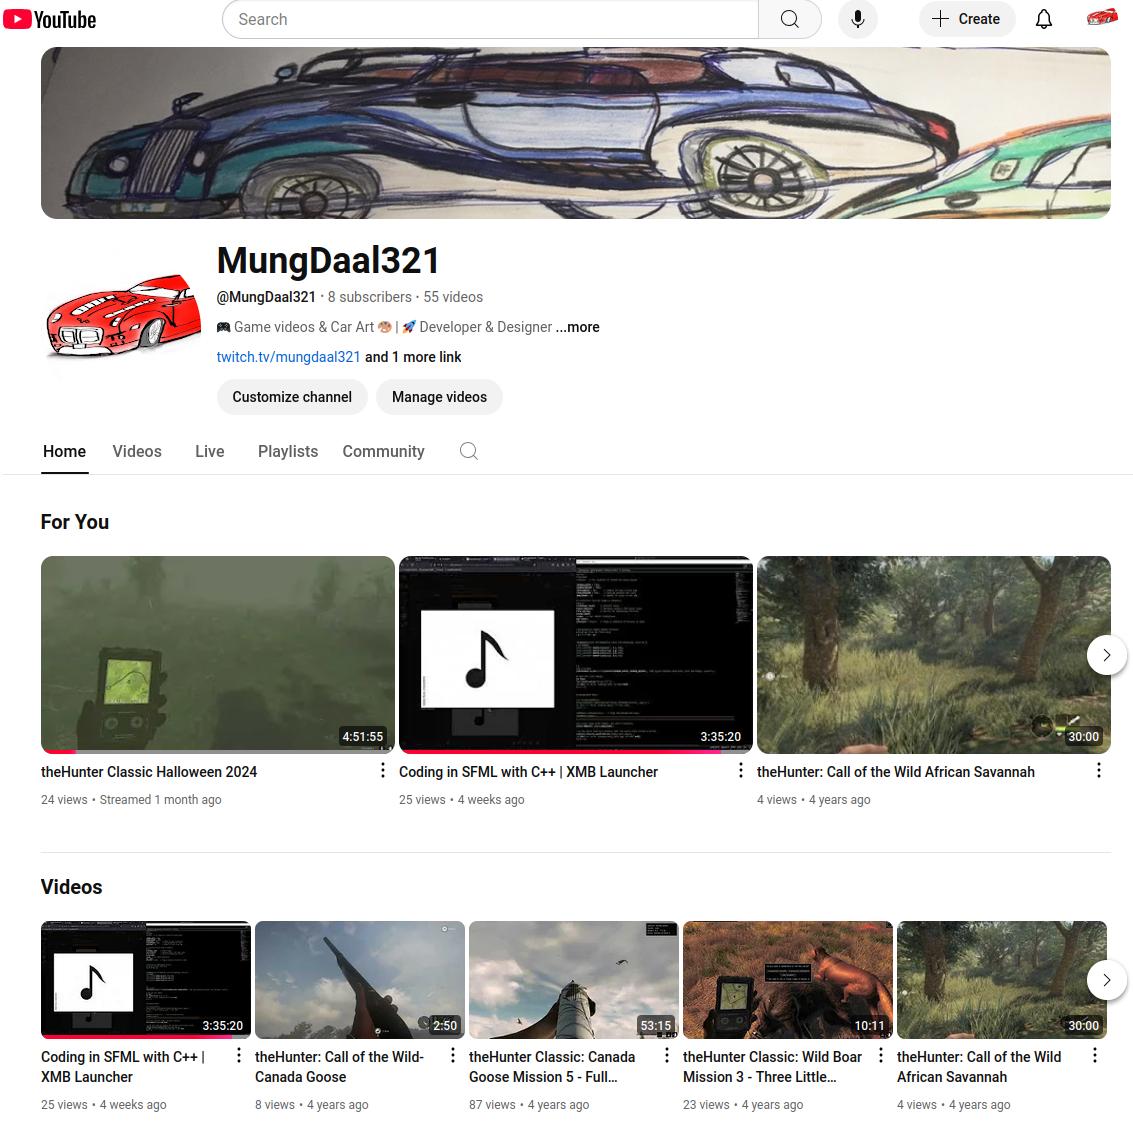 YouTube
Search
Create
MungDaal321
@MungDaal321 · 8 subscribers · 55 videos
🎮 Game videos & Car Art 🎨 | 🚀 Developer & Designer ...more
twitch.tv/mungdaal321 and 1 more link
Customize channel
Manage videos
Home
Videos
Live
Playlists
Community
For You
4:51:55
3:35:20
30:00
theHunter Classic Halloween 2024
24 views • Streamed 1 month ago
Coding in SFML with C++ | XMB Launcher
25 views • 4 weeks ago
theHunter: Call of the Wild African Savannah
4 views • 4 years ago
Videos
3:35:20
2:50
53:15
10:11
30:00
Coding in SFML with C++ |
XMB Launcher
25 views • 4 weeks ago
theHunter: Call of the Wild-
Canada Goose
8 views • 4 years ago
theHunter Classic: Canada
Goose Mission 5 - Full...
87 views • 4 years ago
theHunter Classic: Wild Boar
Mission 3 - Three Little...
23 views • 4 years ago
theHunter: Call of the Wild
African Savannah
4 views • 4 years ago